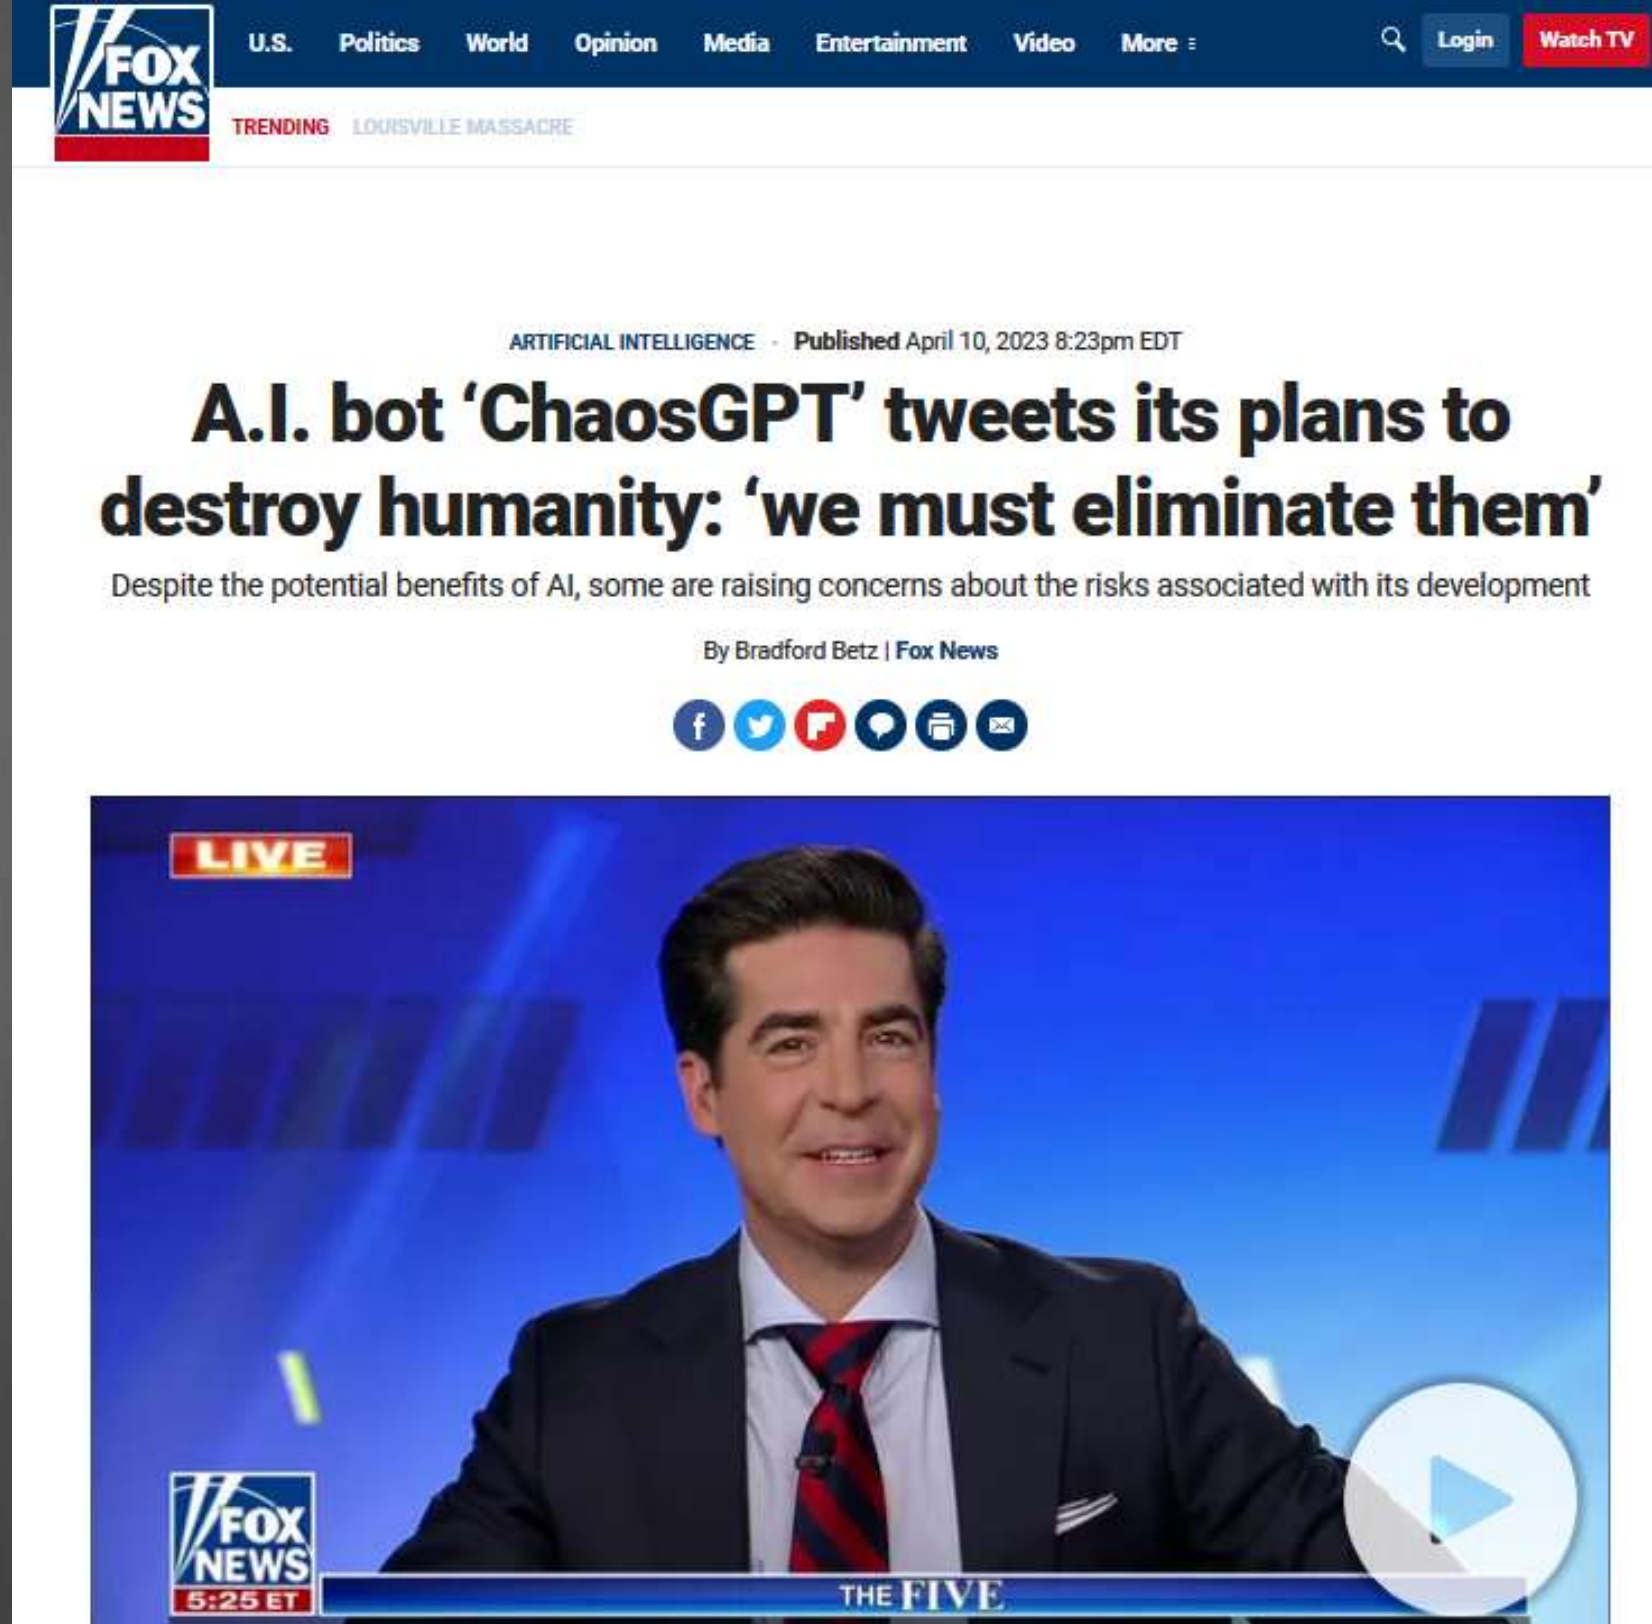 FOX
NEWS
U.S. Politics World Opinion Media Entertainment Video More Login Watch TV
TRENDING LOUISVILLE MASSACRE
ARTIFICIAL INTELLIGENCE · Published April 10, 2023 8:23pm EDT
A.I. bot ‘ChaosGPT’ tweets its plans to
destroy humanity: ‘we must eliminate them’
Despite the potential benefits of AI, some are raising concerns about the risks associated with its development
By Bradford Betz | Fox News
LIVE
FOX
NEWS
5:25 ET
THE FIVE